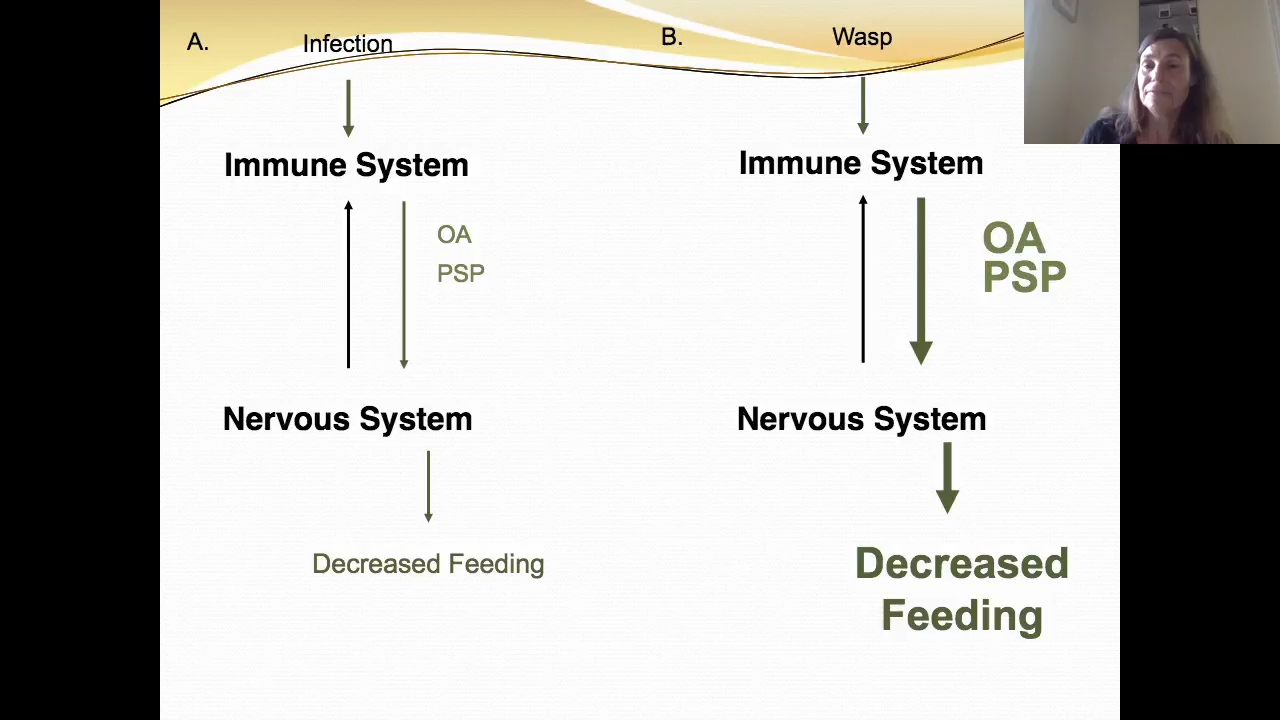 A.
Infection
Immune System
OA
PSP
Nervous System
Decreased Feeding
B.
Wasp
Immune System
OA
PSP
Nervous System
Decreased
Feeding